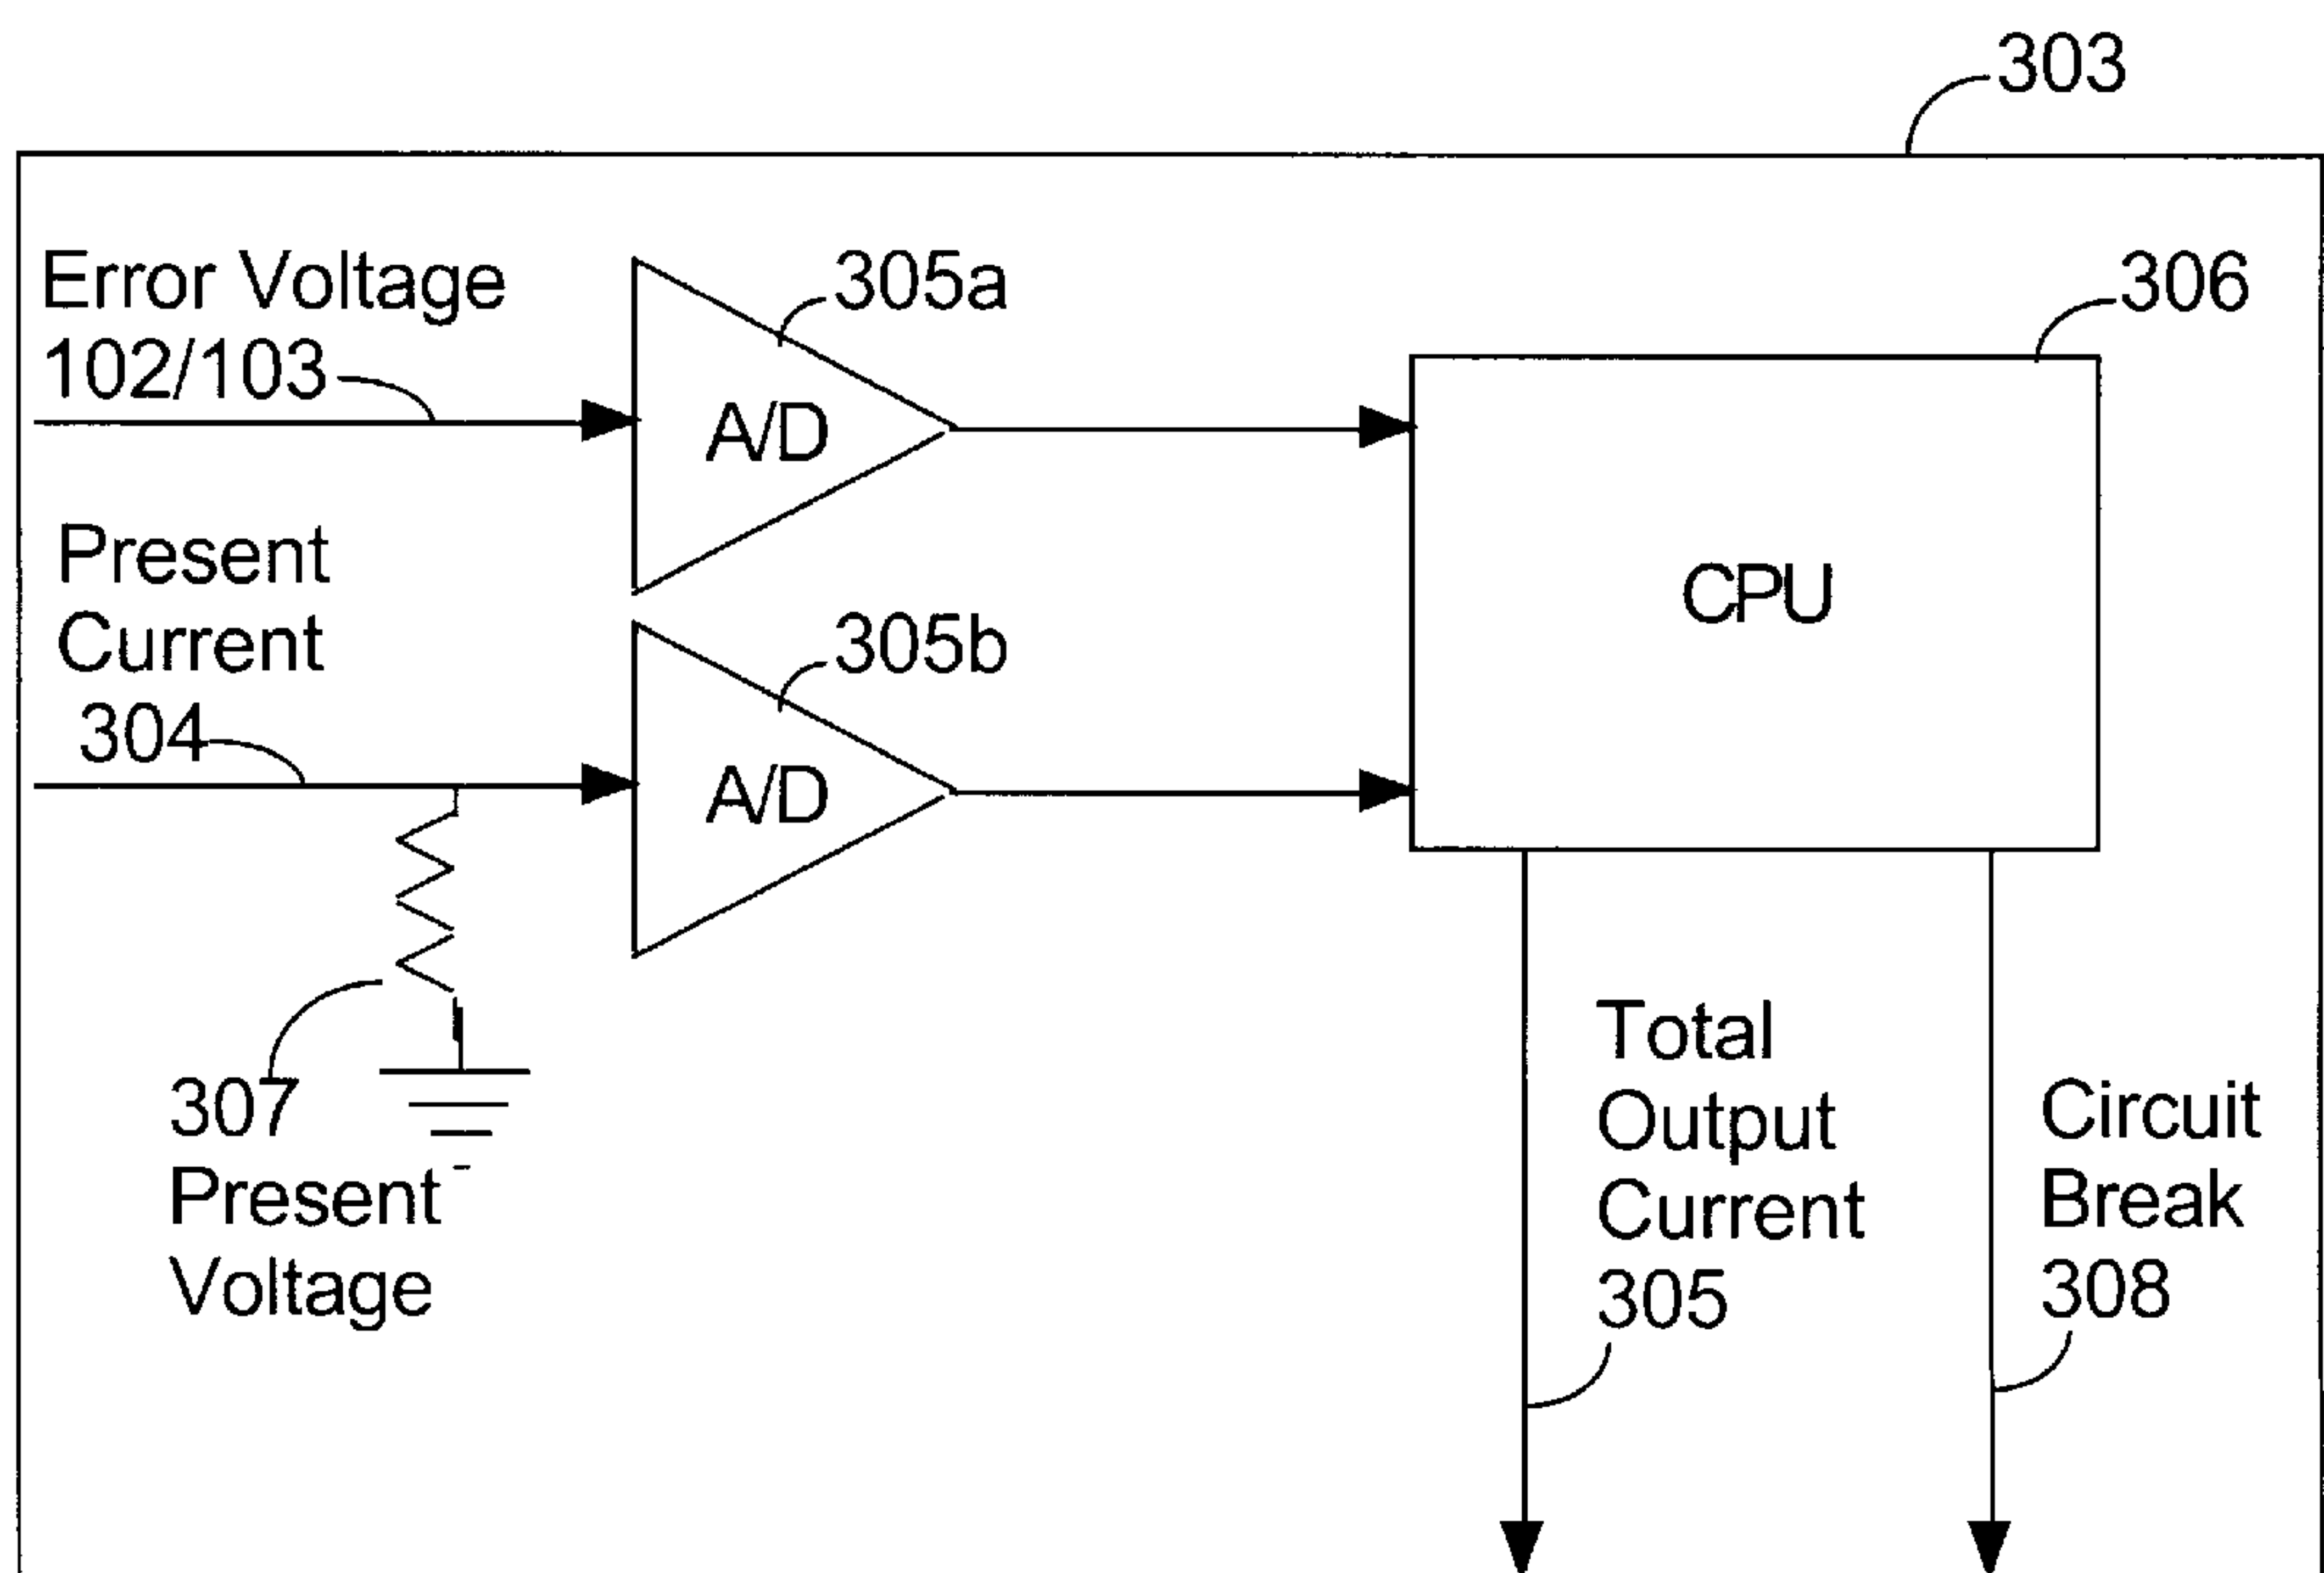 303
Error Voltage
102/103
305a
306
A/D
Present
Current
304
305b
CPU
A/D
307
Present
Voltage
Total
Output
Current
305
Circuit
Break
308